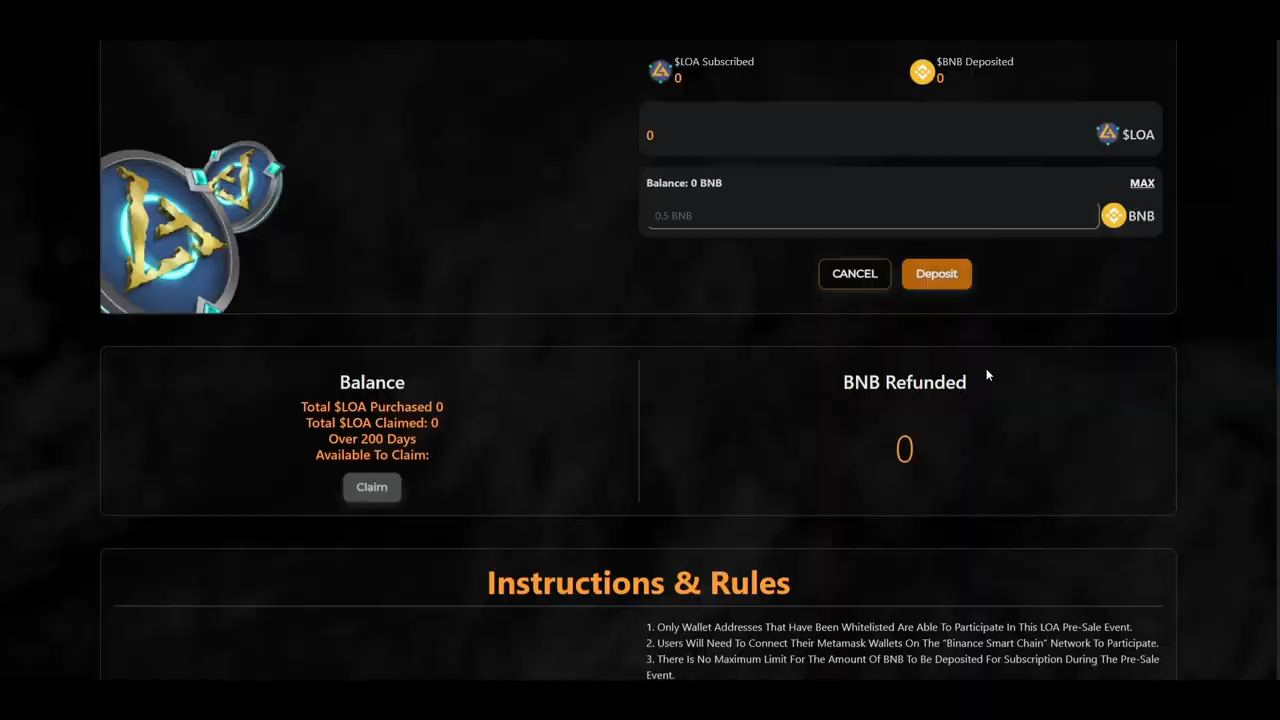 $LOA Subscribed
0
$BNB Deposited
0
0
$LOA
Balance: 0 BNB
MAX
0.5 BNB
BNB
CANCEL
Deposit
Balance
Total $LOA Purchased 0
Total $LOA Claimed: 0
Over 200 Days
Available To Claim:
Claim
BNB Refunded
0
Instructions & Rules
1. Only Wallet Addresses That Have Been Whitelisted Are Able To Participate In This LOA Pre-Sale Event.
2. Users Will Need To Connect Their Metamask Wallets On The “Binance Smart Chain” Network To Participate.
3. There Is No Maximum Limit For The Amount Of BNB To Be Deposited For Subscription During The Pre-Sale
Event.